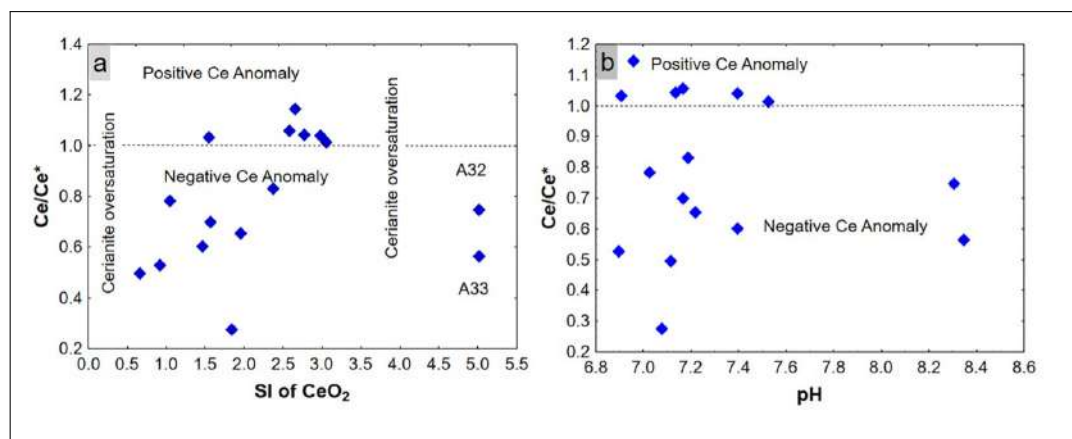 a
Positive Ce Anomaly
Negative Ce Anomaly
Cerianite oversaturation
Cerianite oversaturation
A32
A33
Ce/Ce*
1.4
1.2
1.0
0.8
0.6
0.4
0.2
0.0 0.5 1.0 1.5 2.0 2.5 3.0 3.5 4.0 4.5 5.0 5.5
SI of CeO₂
b
Positive Ce Anomaly
Negative Ce Anomaly
Ce/Ce*
1.2
1.1
1.0
0.9
0.8
0.7
0.6
0.5
0.4
0.3
0.2
6.8 7.0 7.2 7.4 7.6 7.8 8.0 8.2 8.4 8.6
pH